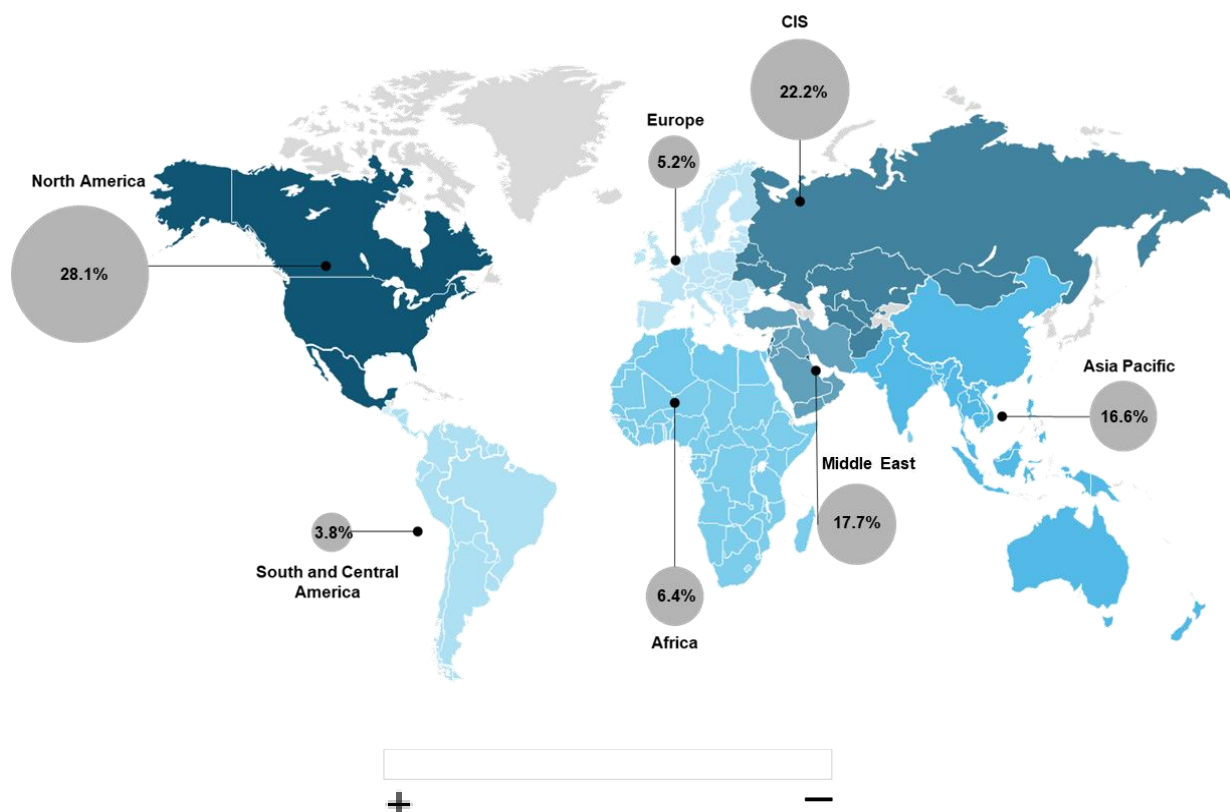 CIS
22.2%
Europe
5.2%
North America
28.1%
Asia Pacific
16.6%
Middle East
17.7%
3.8%
South and Central
America
6.4%
Africa
+
—